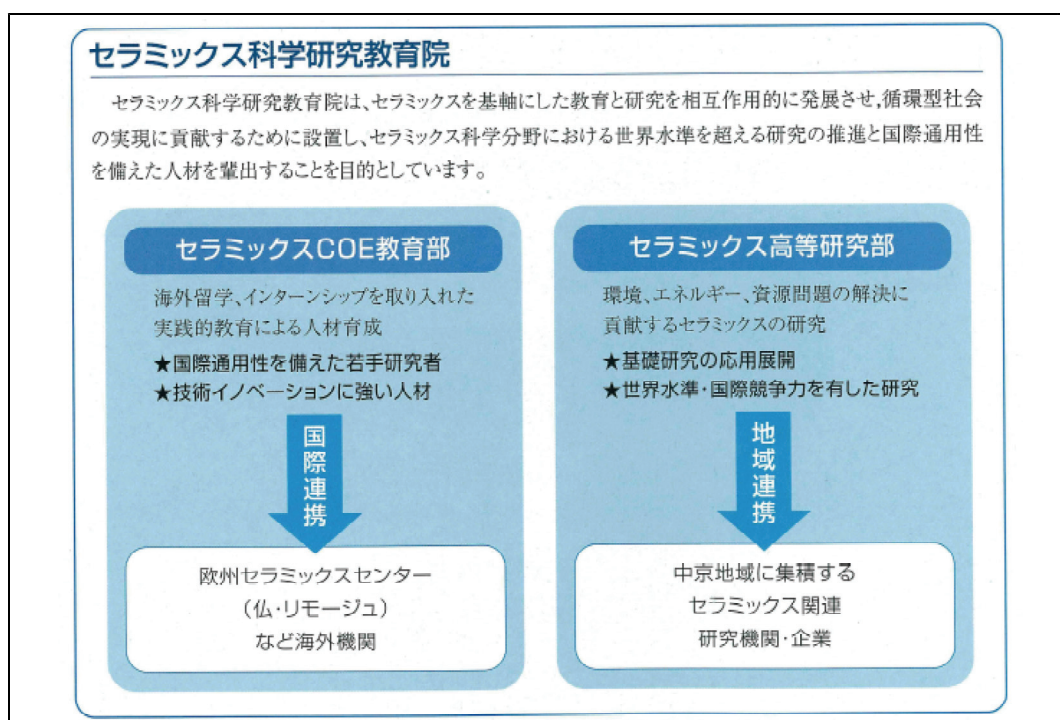 セラミックス科学研究教育院
セラミックス科学研究教育院は、セラミックスを基軸にした教育と研究を相互作用的に発展させ,循環型社会
の実現に貢献するために設置し、セラミックス科学分野における世界水準を超える研究の推進と国際通用性
を備えた人材を輩出することを目的としています。
セラミックスCOE教育部
海外留学、インターンシップを取り入れた
実践的教育による人材育成
★国際通用性を備えた若手研究者
★技術イノベーションに強い人材
国際連携
欧州セラミックスセンター
（仏・リモージュ）
など海外機関
セラミックス高等研究部
環境、エネルギー、資源問題の解決に
貢献するセラミックスの研究
★基礎研究の応用展開
★世界水準・国際競争力を有した研究
地域連携
中京地域に集積する
セラミックス関連
研究機関・企業